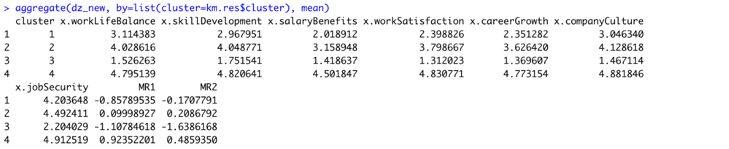 > aggregate(dz_new, by=list(cluster=km.res$cluster), mean)
cluster x.workLifeBalance x.skillDevelopment x.salaryBenefits x.workSatisfaction x.careerGrowth x.companyCulture
1 1 3.114383 2.967951 2.018912 2.398826 2.351282 3.046340
2 2 4.028616 4.048771 3.158948 3.798667 3.626420 4.128618
3 3 1.526263 1.751541 1.418637 1.312023 1.369607 1.467114
4 4 4.795139 4.820641 4.501847 4.830771 4.773154 4.881846
x.jobSecurity MR1 MR2
1 4.203648 -0.85789535 -0.1707791
2 4.492411 0.09998927 0.2086792
3 2.204029 -1.10784618 -1.6386168
4 4.912519 0.92352201 0.4859350